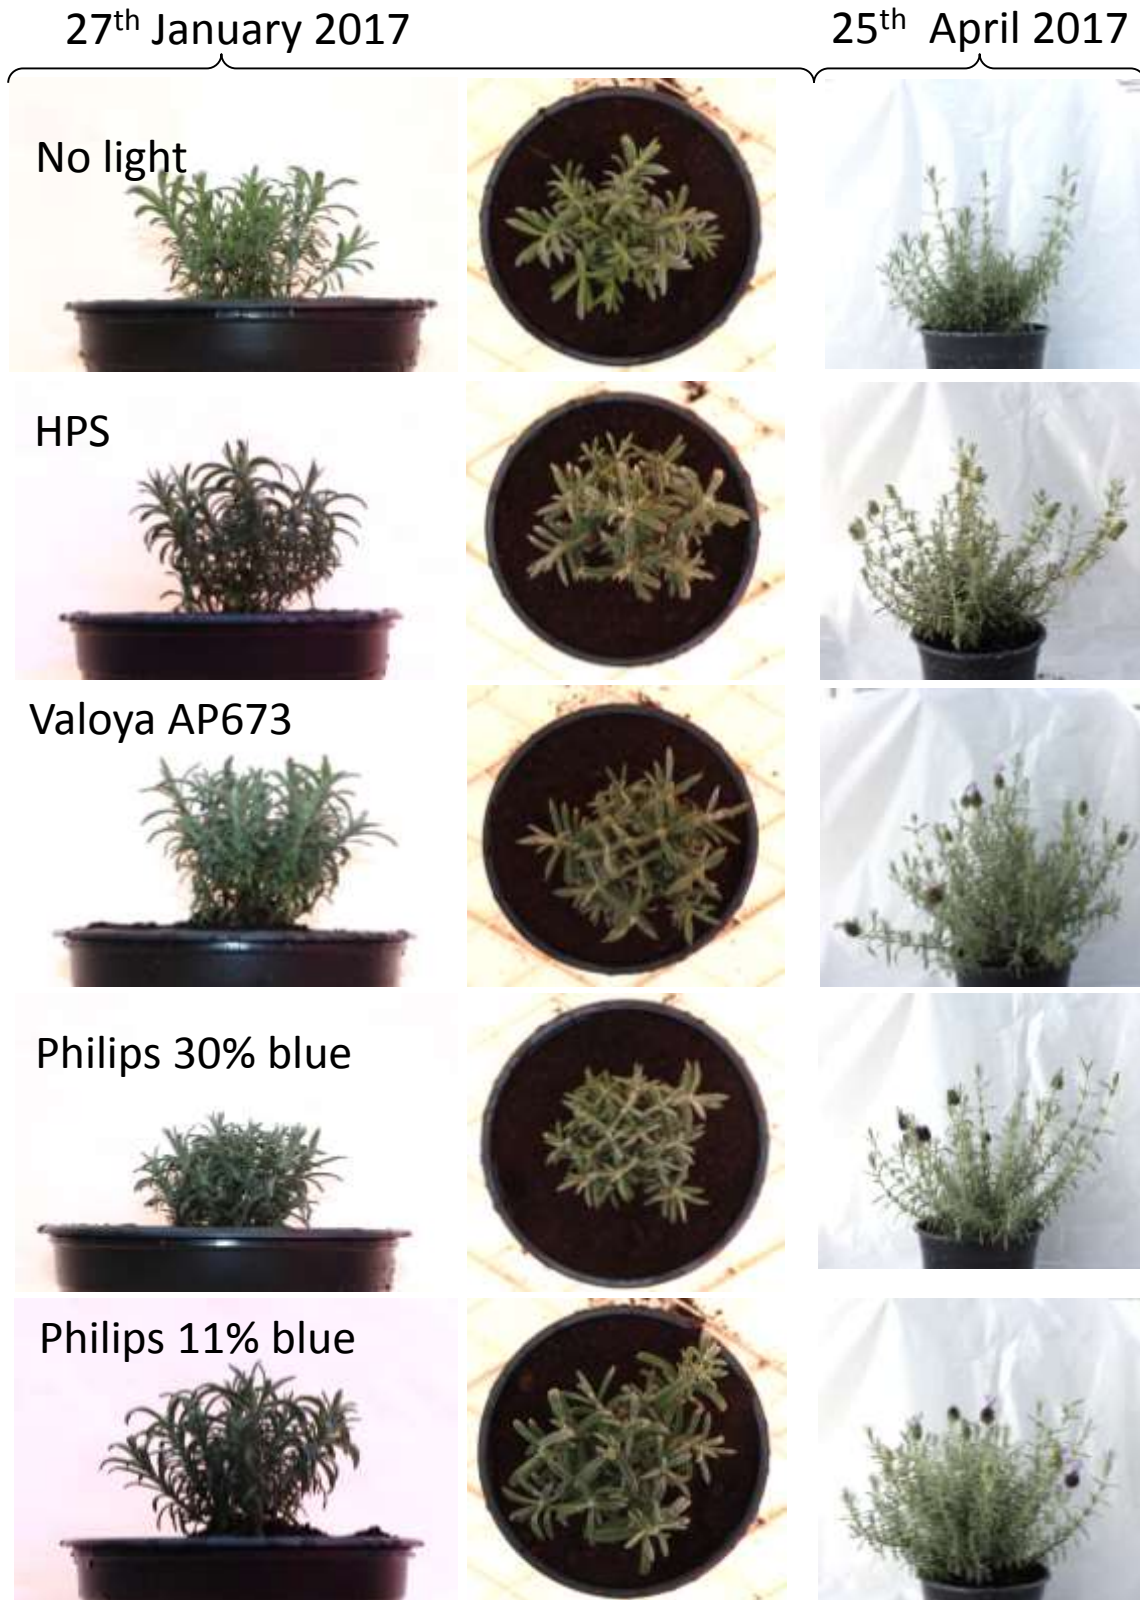 27th January 2017
25th April 2017
No light
HPS
Valoya AP673
Philips 30% blue
Philips 11% blue